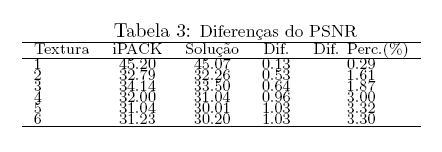 Tabela 3: Diferenças do PSNR
Textura iPACK Solução Dif. Dif. Perc.(%)
1 45.20 45.07 0.13 0.29
2 32.79 32.26 0.53 1.61
3 34.14 33.50 0.64 1.87
4 32.00 31.04 0.96 3.00
5 31.04 30.01 1.03 3.32
6 31.23 30.20 1.03 3.30